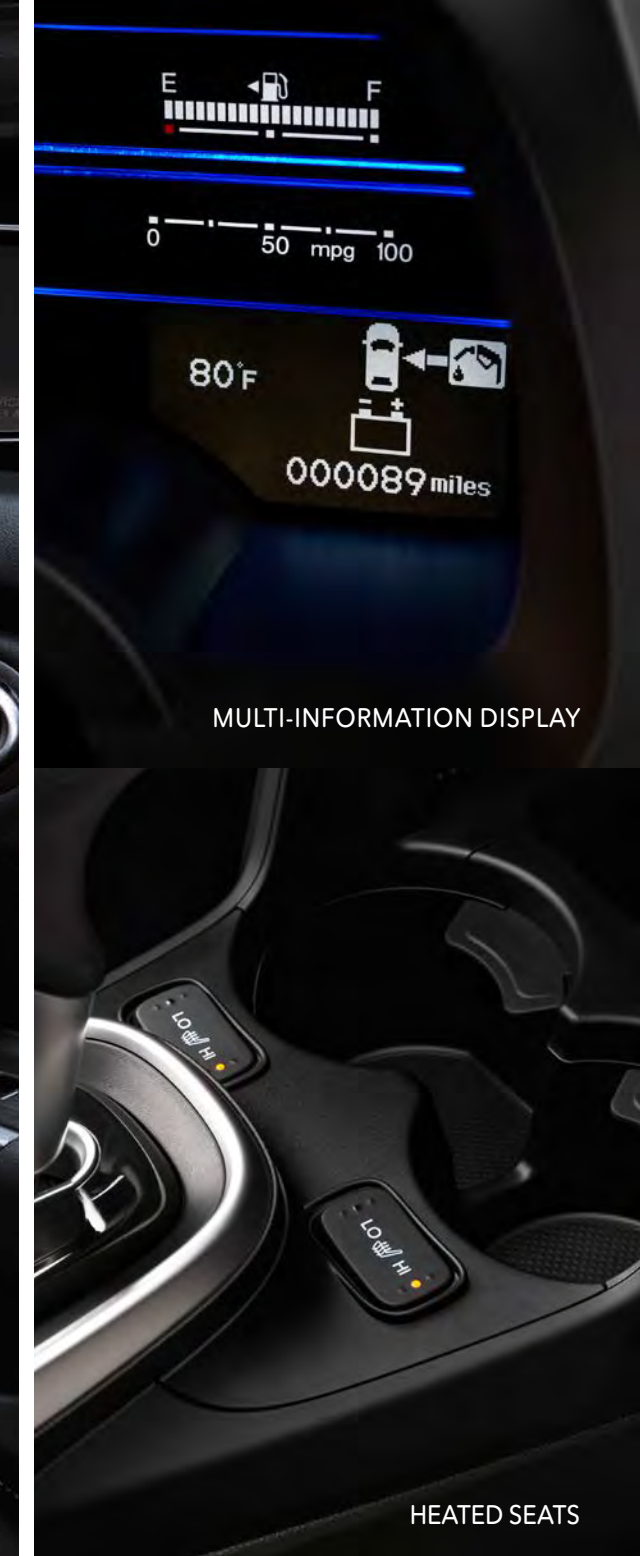 E F
0 50 mpg 100
80°F
- +
000089 miles
MULTI-INFORMATION DISPLAY
LO HI
LO HI
HEATED SEATS